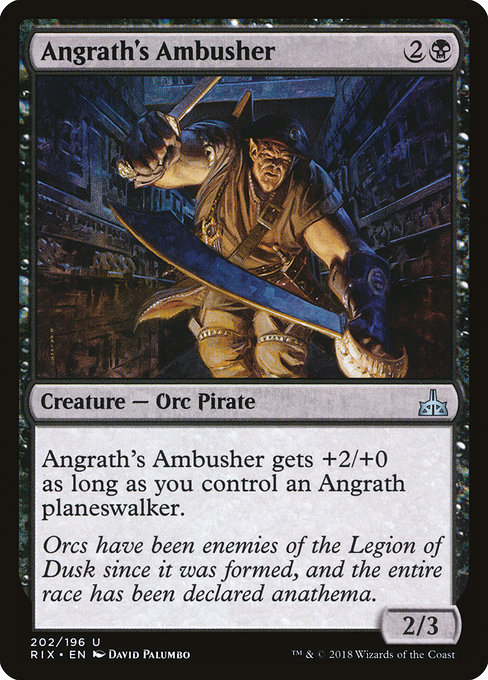 Angrath's Ambusher 2
Creature — Orc Pirate
Angrath's Ambusher gets +2/+0
as long as you control an Angrath
planeswalker.
Orcs have been enemies of the Legion of
Dusk since it was formed, and the entire
race has been declared anathema.
2/3
202/196 U
RIX • EN David Palumbo
™ & © 2018 Wizards of the Coast